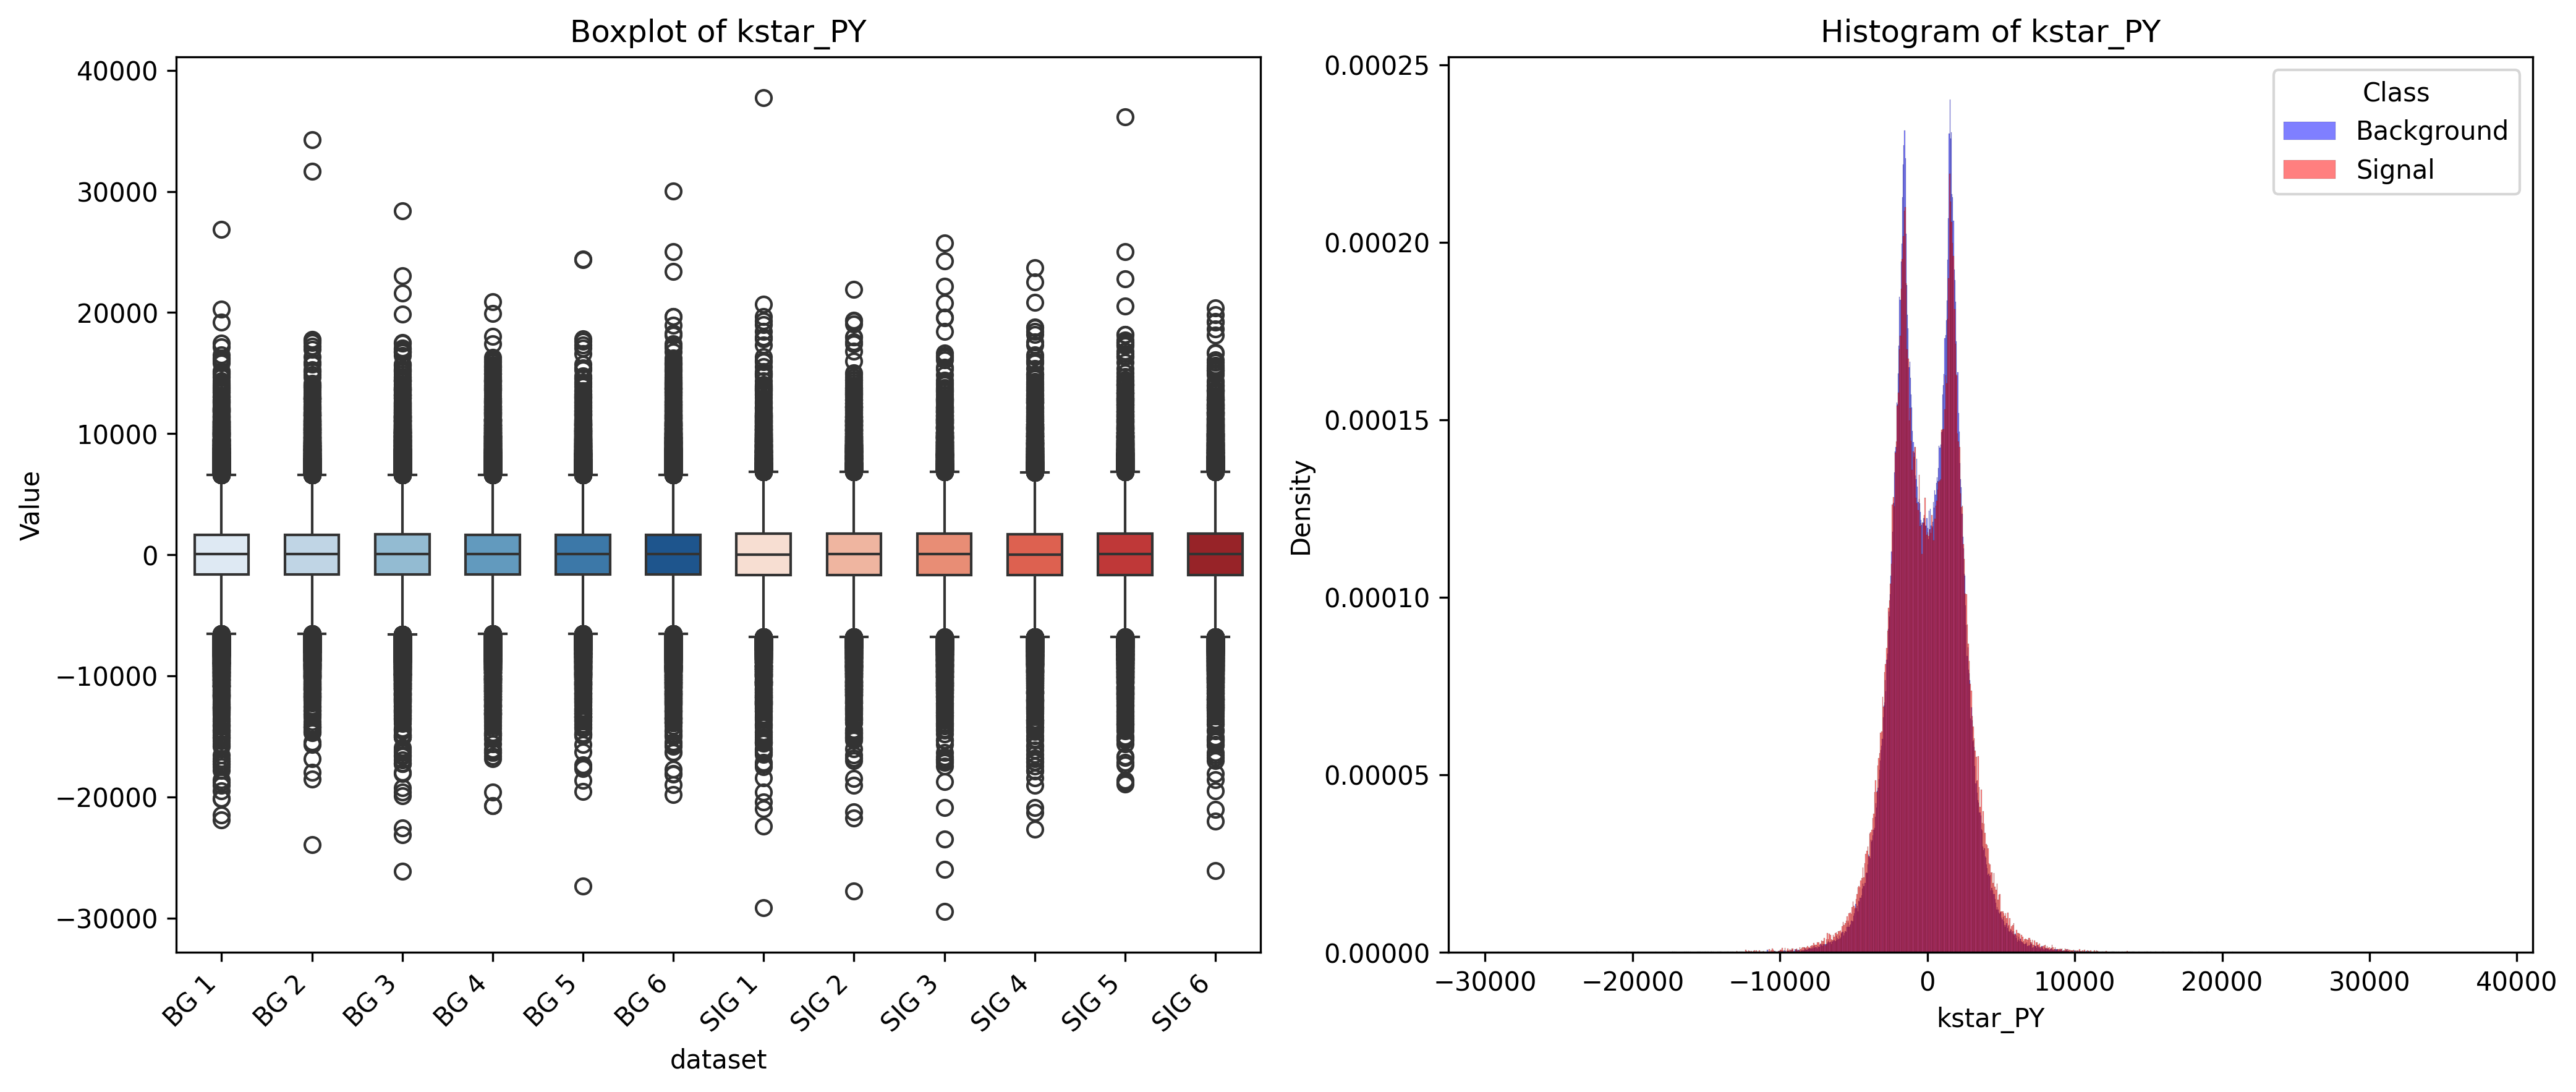 Boxplot of kstar_PY
40000
30000
20000
10000
0
−10000
−20000
−30000
Value
BG 1
BG 2
BG 3
BG 4
BG 5
BG 6
SIG 1
SIG 2
SIG 3
SIG 4
SIG 5
SIG 6
dataset
Histogram of kstar_PY
0.00025
0.00020
0.00015
0.00010
0.00005
0.00000
Density
Class
Background
Signal
−30000
−20000
−10000
0
10000
20000
30000
40000
kstar_PY